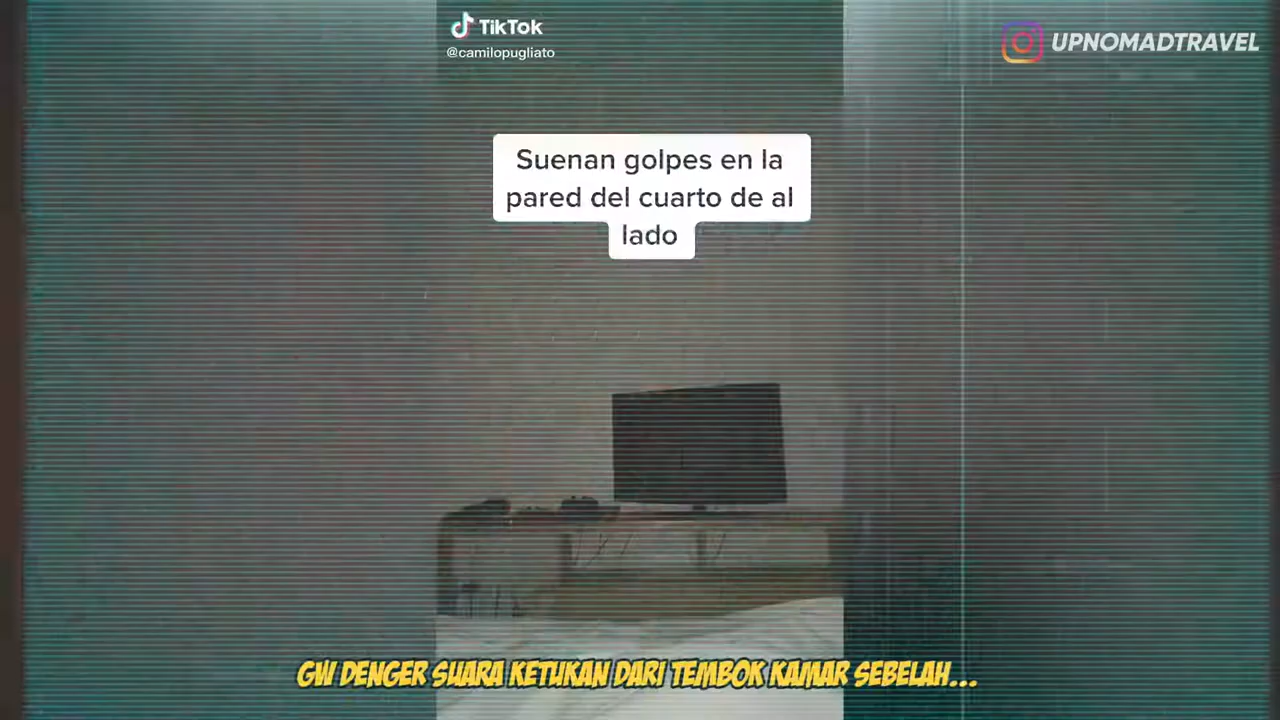 TikTok
@camilopugliato
UPNOMADTRAVEL
Suenan golpes en la
pared del cuarto de al
lado
GW DENGER SUARA KETUKAN DARI TEMBOK KAMAR SEBELAH...